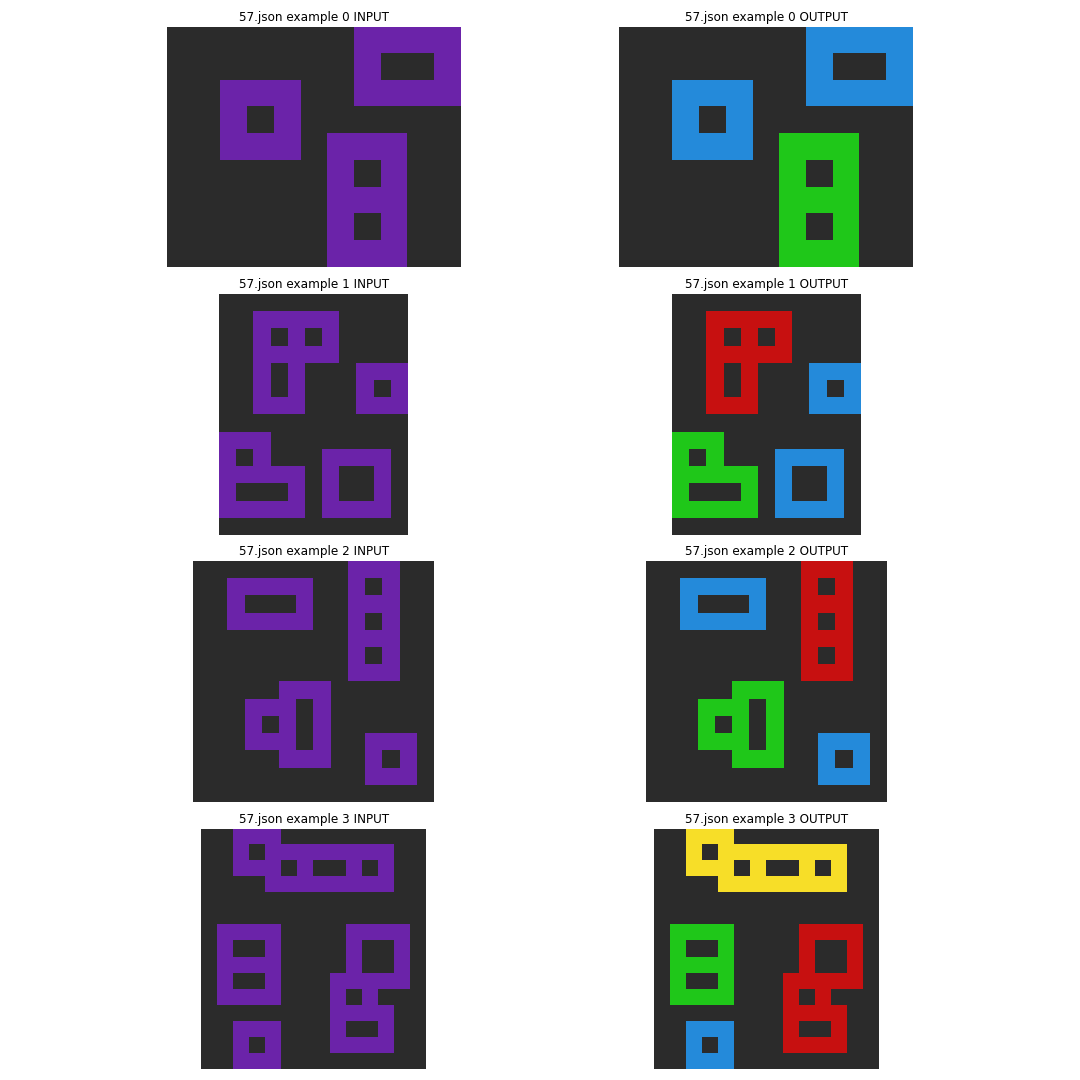 57.json example 0 INPUT
57.json example 0 OUTPUT
57.json example 1 INPUT
57.json example 1 OUTPUT
57.json example 2 INPUT
57.json example 2 OUTPUT
57.json example 3 INPUT
57.json example 3 OUTPUT